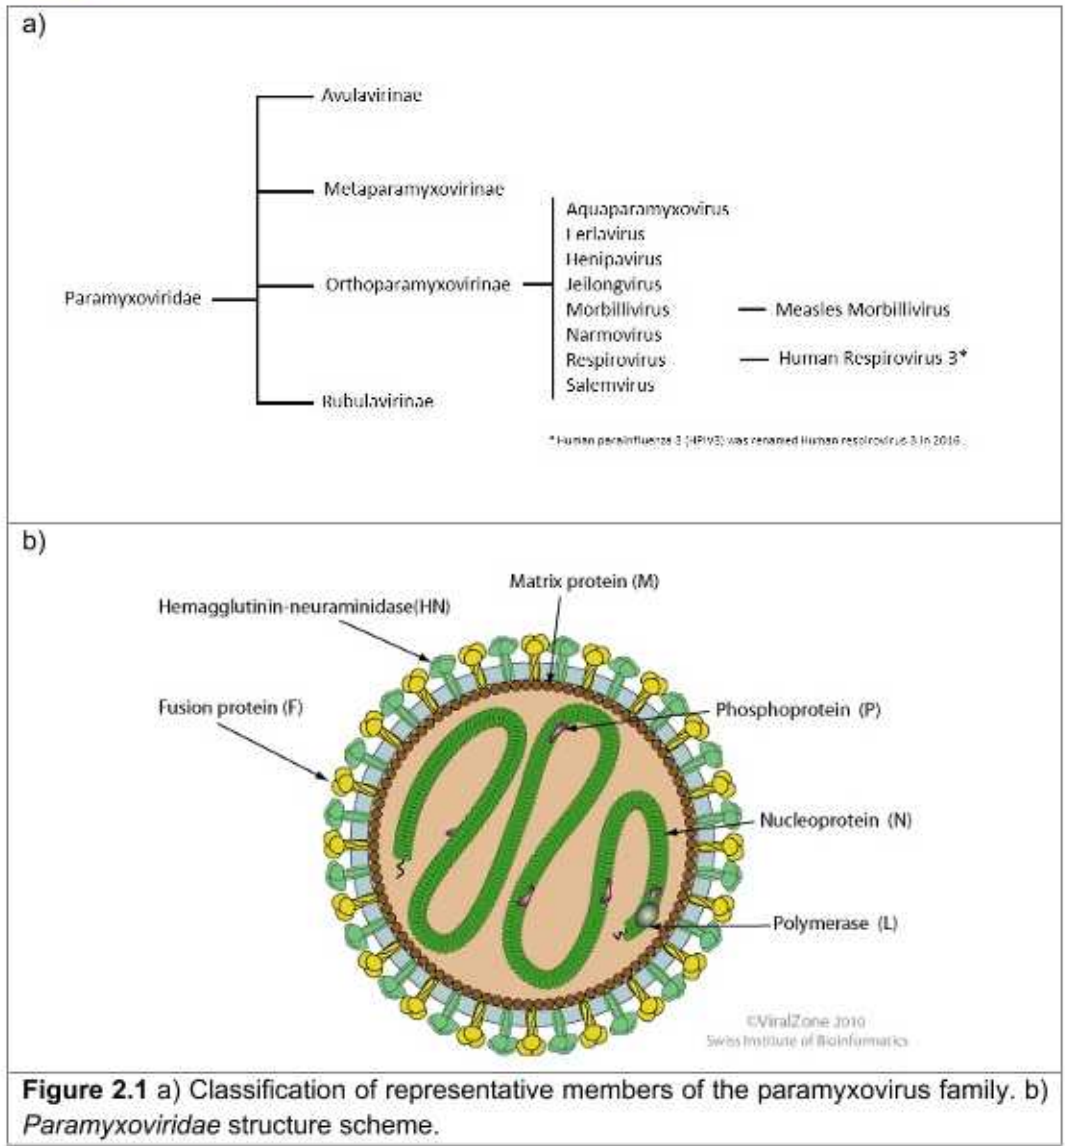 a)
Avulavirinae
Metaparamyxovirinae
Paramyxoviridae
Orthoparamyxovirinae
Rubulavirinae
Aquaparamyxovirus
Ferlavirus
Henipavirus
Jeilongvirus
Morbillivirus
Narmovirus
Respirovirus
Salemvirus
Measles Morbillivirus
Human Respirovirus 3*
* Human parainfluenza 3 (HPIV3) was renamed Human respirovirus 3 in 2016.
b)
Matrix protein (M)
Hemagglutinin-neuraminidase(HN)
Fusion protein (F)
Phosphoprotein (P)
Nucleoprotein (N)
Polymerase (L)
©ViralZone 2010
Swiss Institute of Bioinformatics
Figure 2.1 a) Classification of representative members of the paramyxovirus family. b)
Paramyxoviridae structure scheme.